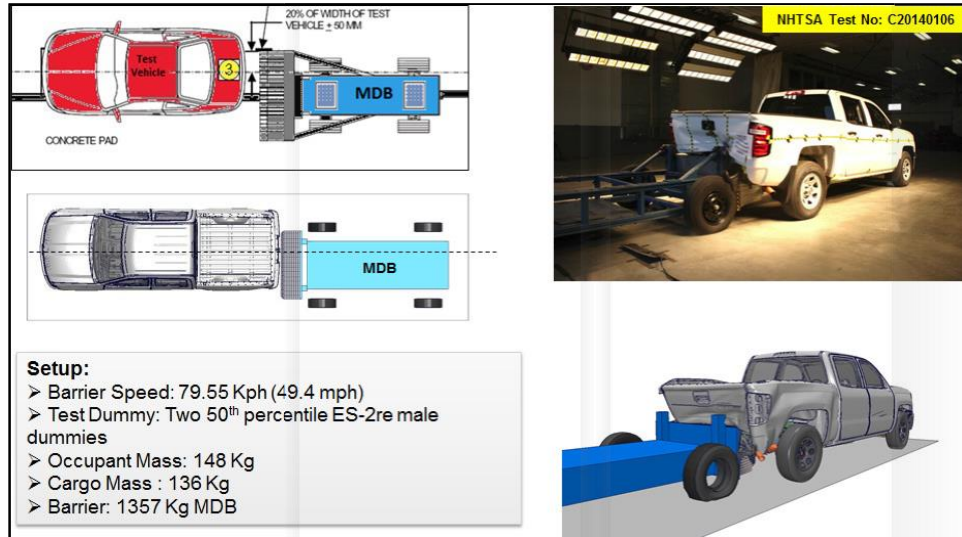 20% OF WIDTH OF TEST
VEHICLE ± 50 MM
Test
Vehicle
3
MDB
CONCRETE PAD
NHTSA Test No: C20140106
MDB
Setup:
➢ Barrier Speed: 79.55 Kph (49.4 mph)
➢ Test Dummy: Two 50th percentile ES-2re male
dummies
➢ Occupant Mass: 148 Kg
➢ Cargo Mass : 136 Kg
➢ Barrier: 1357 Kg MDB